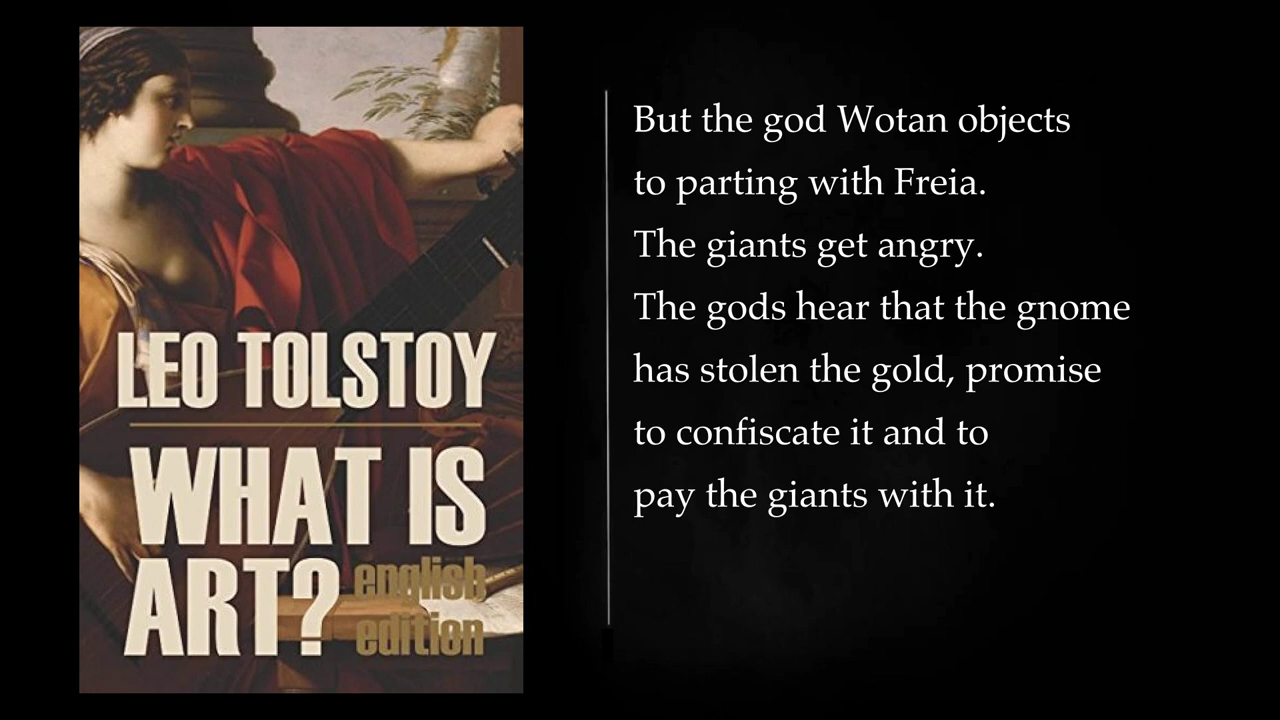 LEO TOLSTOY
WHAT IS
ART?
english
edition
But the god Wotan objects
to parting with Freia.
The giants get angry.
The gods hear that the gnome
has stolen the gold, promise
to confiscate it and to
pay the giants with it.